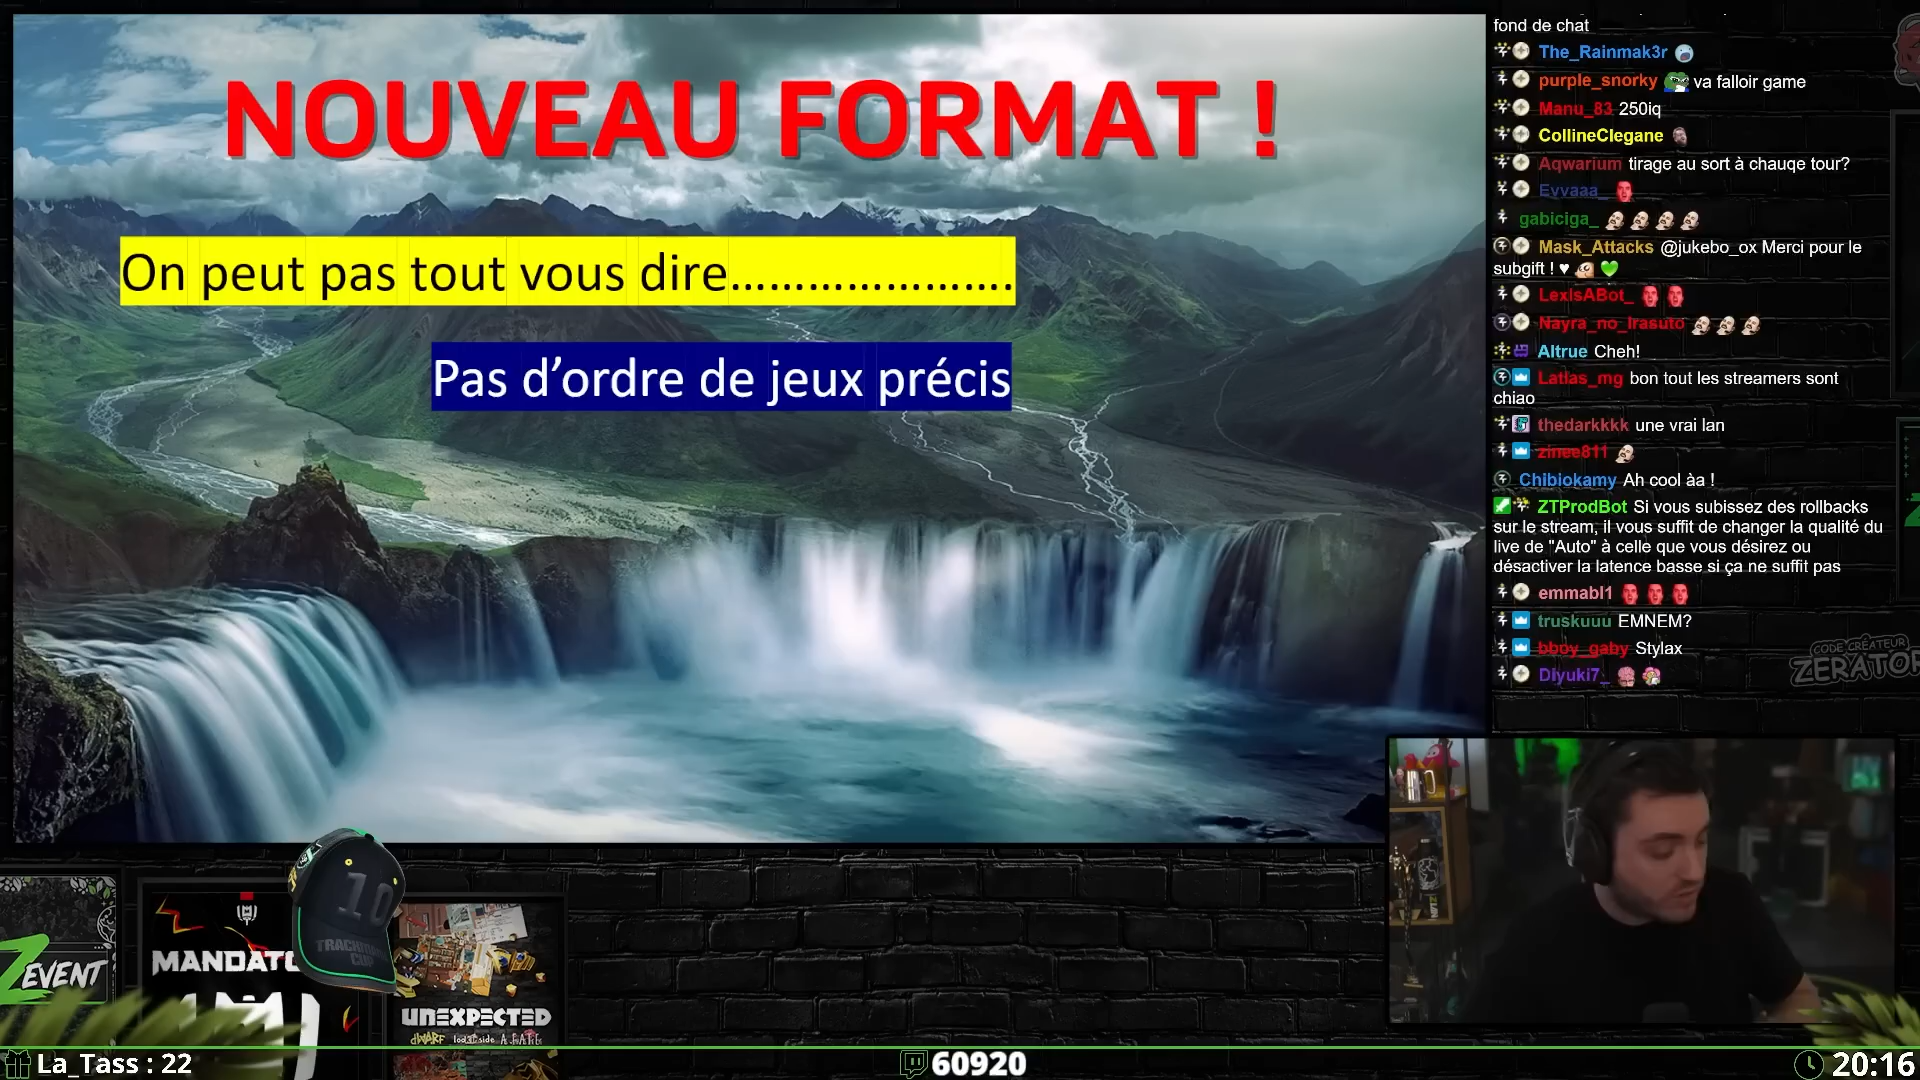 NOUVEAU FORMAT !
On peut pas tout vous dire………………….
Pas d’ordre de jeux précis
fond de chat
The_Rainmak3r
purple_snorky va falloir game
Manu_83 250iq
CollineClegane
Aqwarium tirage au sort à chauqe tour?
Evvaaa_
gabiciga_
Mask_Attacks @jukebo_ox Merci pour le
subgift ! ♥
LexIsABot_
Nayra_no_Irasuto
Altrue Cheh!
Latlas_mg bon tout les streamers sont
chiao
thedarkkkk une vrai lan
zinee811
Chibiokamy Ah cool àa !
ZTProdBot Si vous subissez des rollbacks
sur le stream, il vous suffit de changer la qualité du
live de "Auto" à celle que vous désirez ou
désactiver la latence basse si ça ne suffit pas
emmabl1
truskuuu EMNEM?
bboy_gaby Stylax
Dlyuki7_
CODE CRÉATEUR
ZERATOR
ZEVENT
MANDAT
10
TRACKMANIA
CUP
UNEXPECTED
La_Tass : 22
60920
20:16